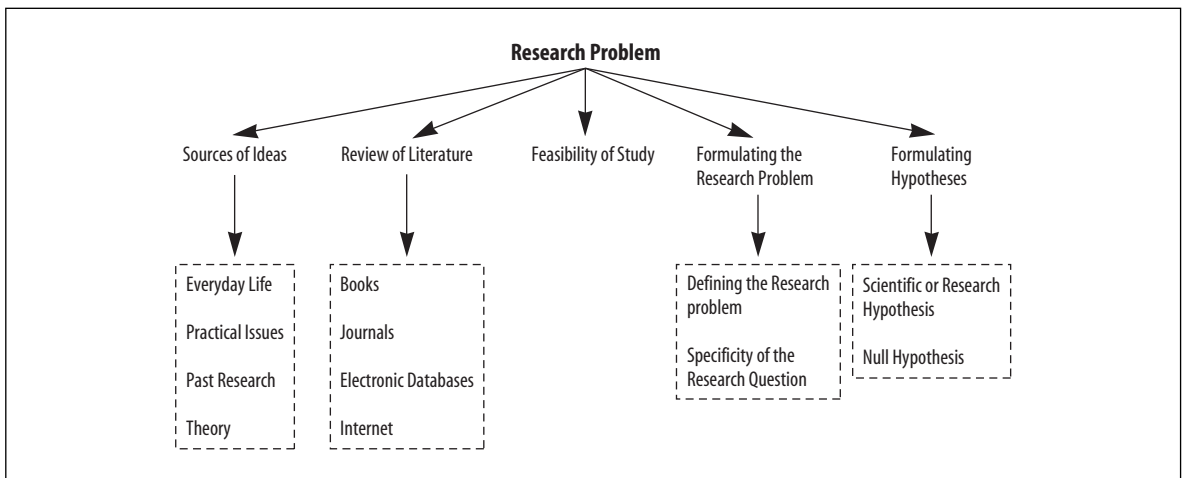 Research Problem
Sources of Ideas
Review of Literature
Feasibility of Study
Formulating the
Research Problem
Formulating
Hypotheses
Everyday Life
Practical Issues
Past Research
Theory
Books
Journals
Electronic Databases
Internet
Defining the Research
problem
Specificity of the
Research Question
Scientific or Research
Hypothesis
Null Hypothesis